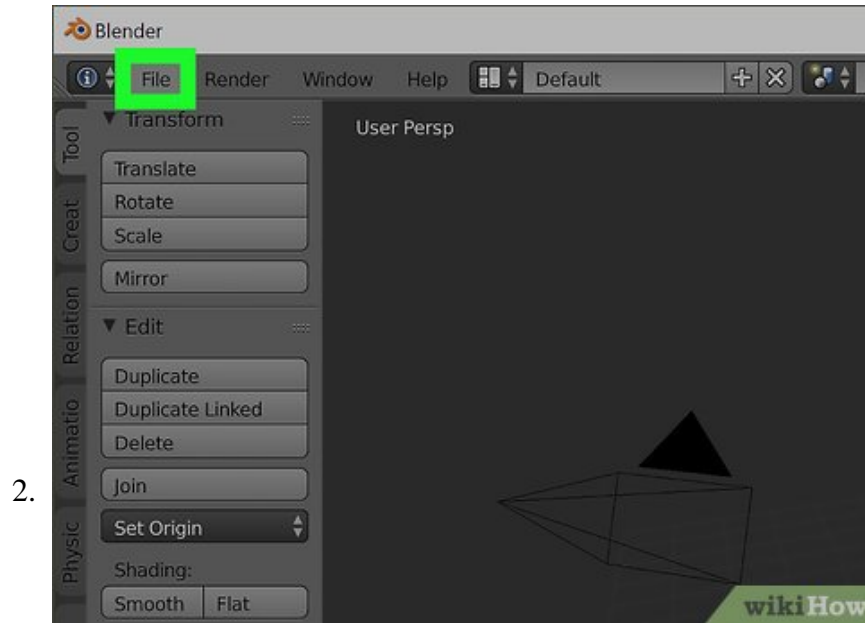 Blender
File Render Window Help Default
Transform
User Persp
Tool
Translate
Rotate
Scale
Creat
Mirror
Relation
Edit
Duplicate
Duplicate Linked
Delete
Animatio
2.
Join
Set Origin
Physic
Shading:
Smooth Flat
wikiHow